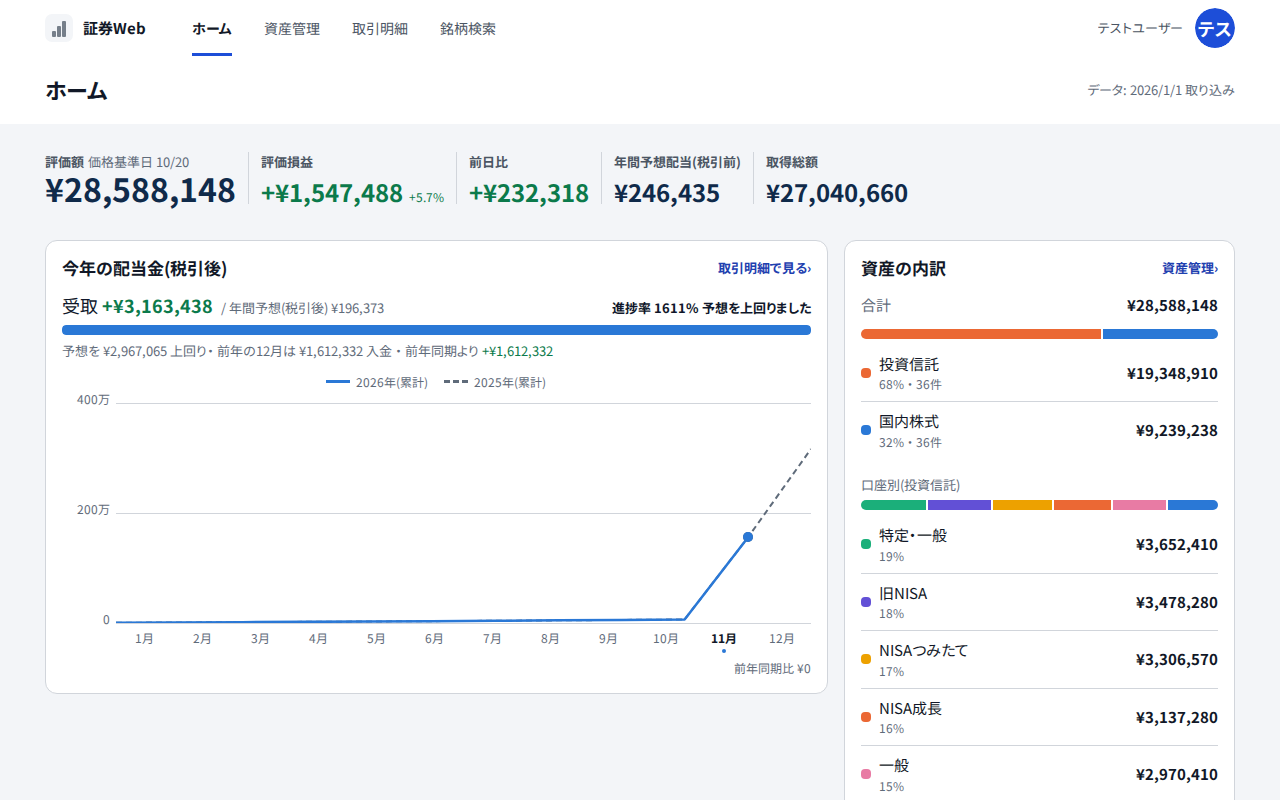 証券Web
ホーム
資産管理
取引明細
銘柄検索
テストユーザー
テス
ホーム
データ: 2026/1/1 取り込み
評価額 価格基準日 10/20
¥28,588,148
評価損益
+¥1,547,488 +5.7%
前日比
+¥232,318
年間予想配当(税引前)
¥246,435
取得総額
¥27,040,660
今年の配当金(税引後)
取引明細で見る›
受取 +¥3,163,438 / 年間予想(税引後) ¥196,373
進捗率 1611% 予想を上回りました
予想を ¥2,967,065 上回り・前年の12月は ¥1,612,332 入金・前年同期より +¥1,612,332
2026年(累計)
2025年(累計)
400万
200万
0
1月
2月
3月
4月
5月
6月
7月
8月
9月
10月
11月
12月
前年同期比 ¥0
資産の内訳
資産管理›
合計
¥28,588,148
投資信託
68%・36件
¥19,348,910
国内株式
32%・36件
¥9,239,238
口座別(投資信託)
特定・一般
19%
¥3,652,410
旧NISA
18%
¥3,478,280
NISAつみたて
17%
¥3,306,570
NISA成長
16%
¥3,137,280
一般
15%
¥2,970,410